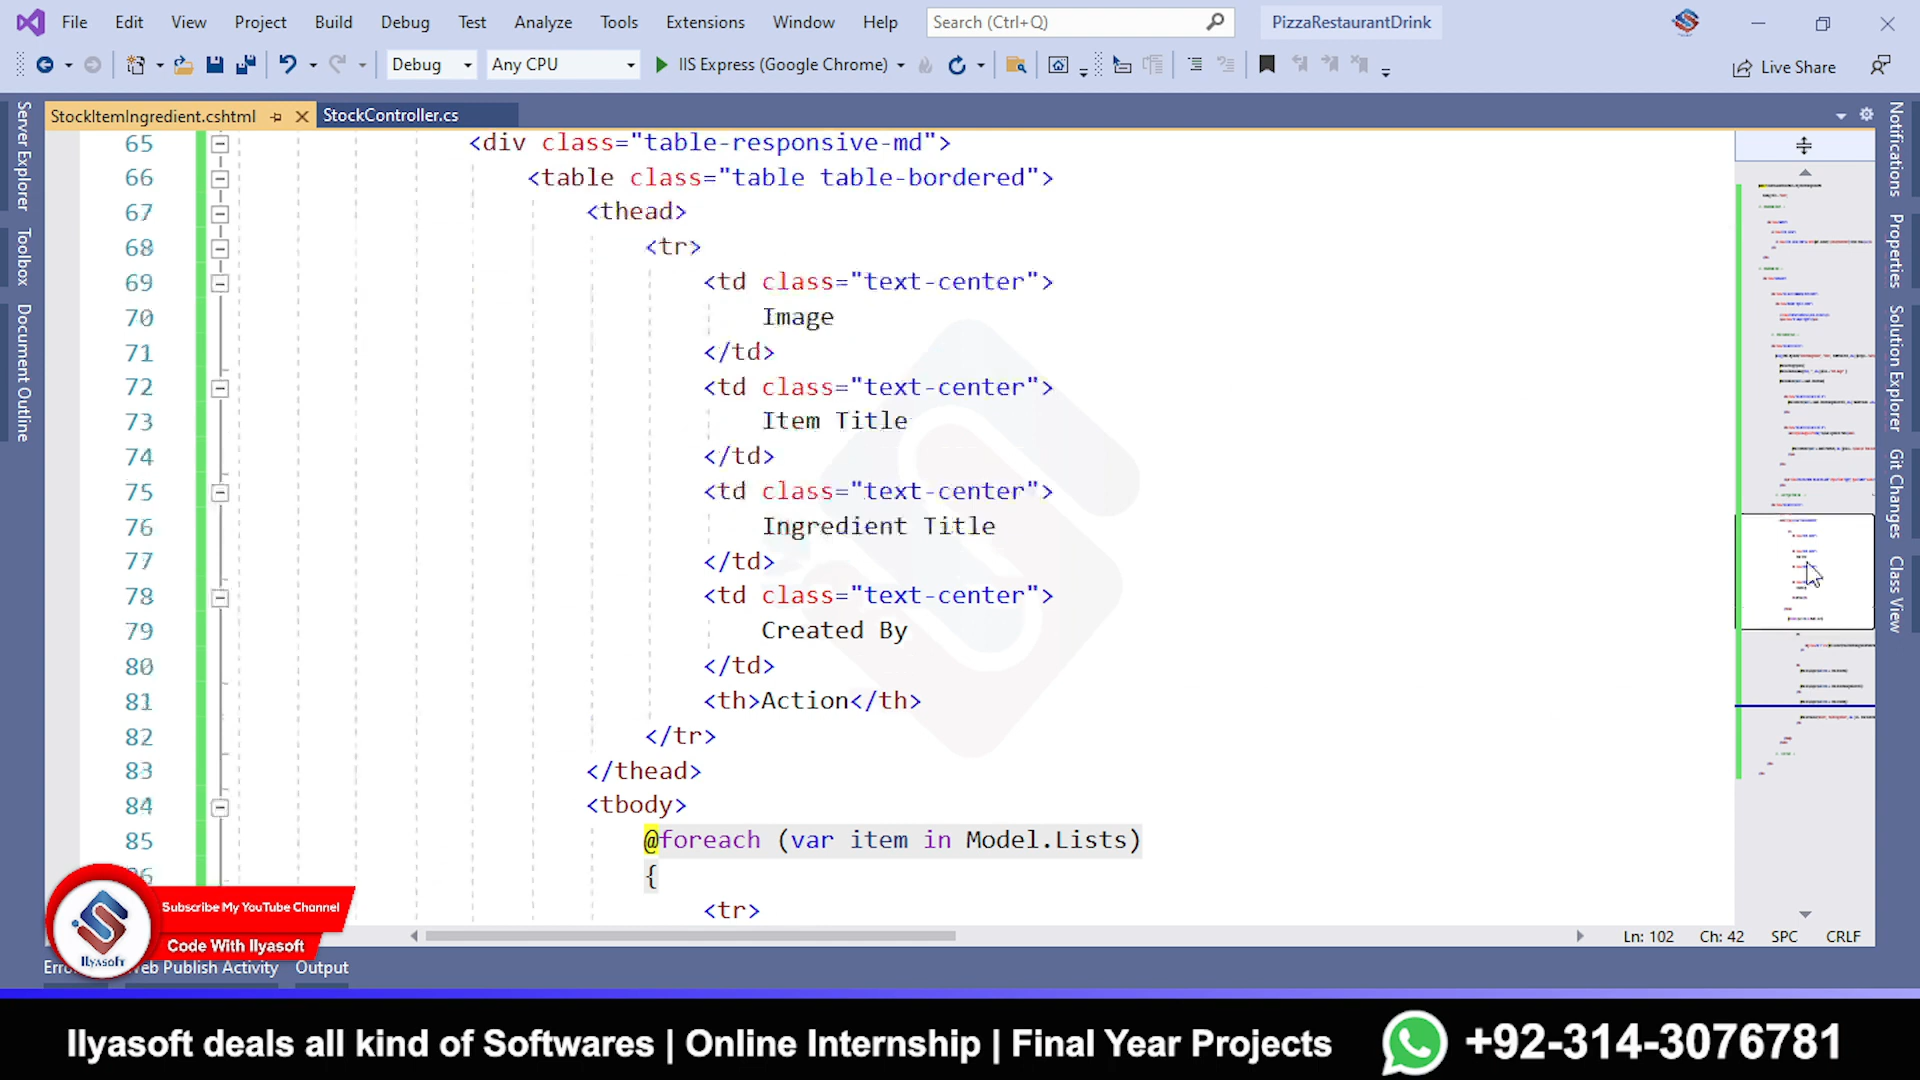 File Edit View Project Build Debug Test Analyze Tools Extensions Window Help Search (Ctrl+Q) PizzaRestaurantDrink
Debug Any CPU IIS Express (Google Chrome) Live Share
StockItemIngredient.cshtml StockController.cs
Server Explorer
Toolbox
Document Outline
65 <div class="table-responsive-md">
66 <table class="table table-bordered">
67 <thead>
68 <tr>
69 <td class="text-center">
70 Image
71 </td>
72 <td class="text-center">
73 Item Title
74 </td>
75 <td class="text-center">
76 Ingredient Title
77 </td>
78 <td class="text-center">
79 Created By
80 </td>
81 <th>Action</th>
82 </tr>
83 </thead>
84 <tbody>
85 @foreach (var item in Model.Lists)
{
<tr>
Notifications
Properties
Solution Explorer
Git Changes
Class View
Ln: 102 Ch: 42 SPC CRLF
Subscribe My YouTube Channel
Code With Ilyasoft
Ilyasoft
Web Publish Activity Output
Ilyasoft deals all kind of Softwares | Online Internship | Final Year Projects +92-314-3076781